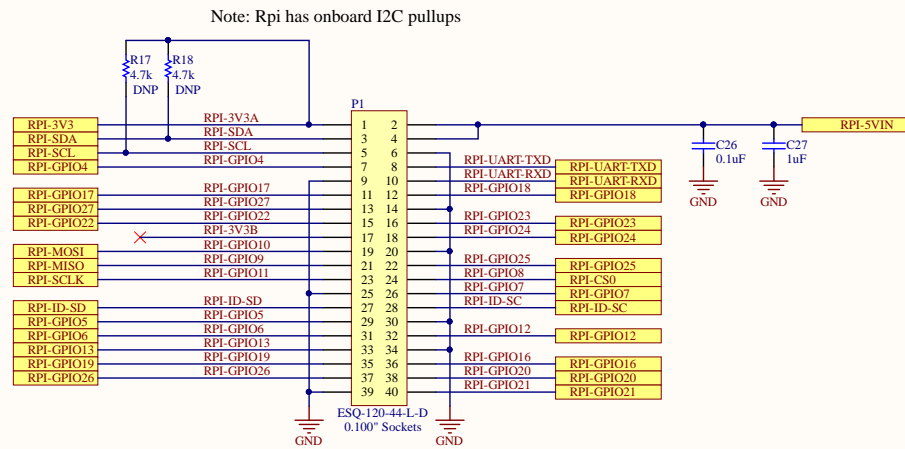 Note: Rpi has onboard I2C pullups
R17
4.7k
DNP
R18
4.7k
DNP
P1
RPI-3V3 RPI-3V3A 1 2 RPI-5VIN
RPI-SDA RPI-SDA 3 4
RPI-SCL RPI-SCL 5 6
RPI-GPIO4 RPI-GPIO4 7 8 RPI-UART-TXD RPI-UART-TXD
9 10 RPI-UART-RXD RPI-UART-RXD
RPI-GPIO17 RPI-GPIO17 11 12 RPI-GPIO18 RPI-GPIO18
RPI-GPIO27 RPI-GPIO27 13 14
RPI-GPIO22 RPI-GPIO22 15 16 RPI-GPIO23 RPI-GPIO23
RPI-3V3B 17 18 RPI-GPIO24 RPI-GPIO24
RPI-MOSI RPI-GPIO10 19 20
RPI-MISO RPI-GPIO9 21 22 RPI-GPIO25 RPI-GPIO25
RPI-SCLK RPI-GPIO11 23 24 RPI-GPIO8 RPI-CS0
25 26 RPI-GPIO7 RPI-GPIO7
RPI-ID-SD RPI-ID-SD 27 28 RPI-ID-SC RPI-ID-SC
RPI-GPIO5 RPI-GPIO5 29 30
RPI-GPIO6 RPI-GPIO6 31 32 RPI-GPIO12 RPI-GPIO12
RPI-GPIO13 RPI-GPIO13 33 34
RPI-GPIO19 RPI-GPIO19 35 36 RPI-GPIO16 RPI-GPIO16
RPI-GPIO26 RPI-GPIO26 37 38 RPI-GPIO20 RPI-GPIO20
39 40 RPI-GPIO21 RPI-GPIO21
ESQ-120-44-L-D
0.100" Sockets
GND
GND
C26
0.1uF
GND
C27
1uF
GND